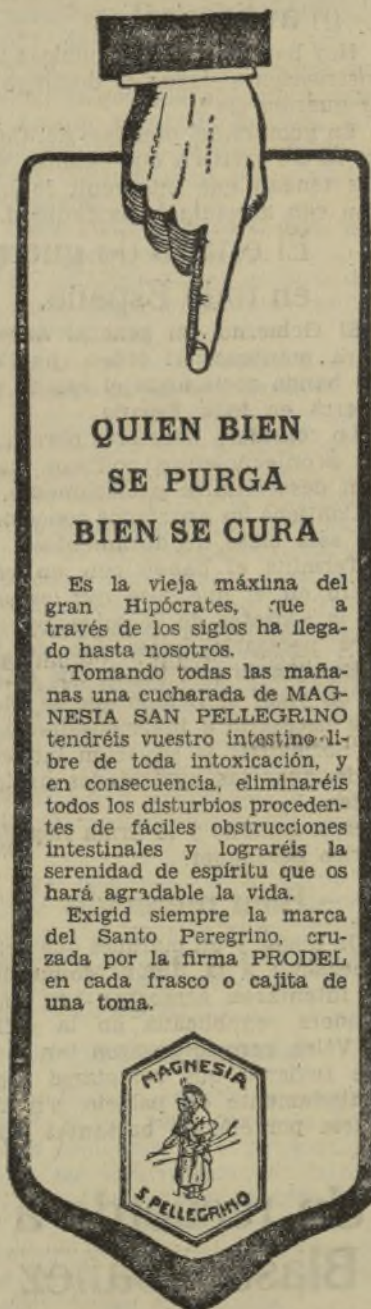 QUIEN BIEN
SE PURGA
BIEN SE CURA
Es la vieja máxima del
gran Hipócrates, que a
través de los siglos ha llega-
do hasta nosotros.
Tomando todas las maña-
nas una cucharada de MAG-
NESIA SAN PELLEGRINO
tendréis vuestro intestino li-
bre de toda intoxicación, y
en consecuencia, eliminaréis
todos los disturbios proceden-
tes de fáciles obstrucciones
intestinales y lograréis la
serenidad de espíritu que os
hará agradable la vida.
Exigid siempre la marca
del Santo Peregrino, cru-
zada por la firma PRODEL
en cada frasco o cajita de
una toma.
MAGNESIA
S. PELLEGRINO